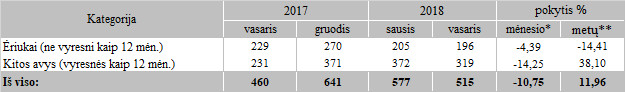 Kategorija 2017 2018 pokytis %
vasaris gruodis sausis vasaris mėnesio* metų**
Ėriukai (ne vyresni kaip 12 mėn.) 229 270 205 196 -4,39 -14,41
Kitos avys (vyresnės kaip 12 mėn.) 231 371 372 319 -14,25 38,10
Iš viso: 460 641 577 515 -10,75 11,96